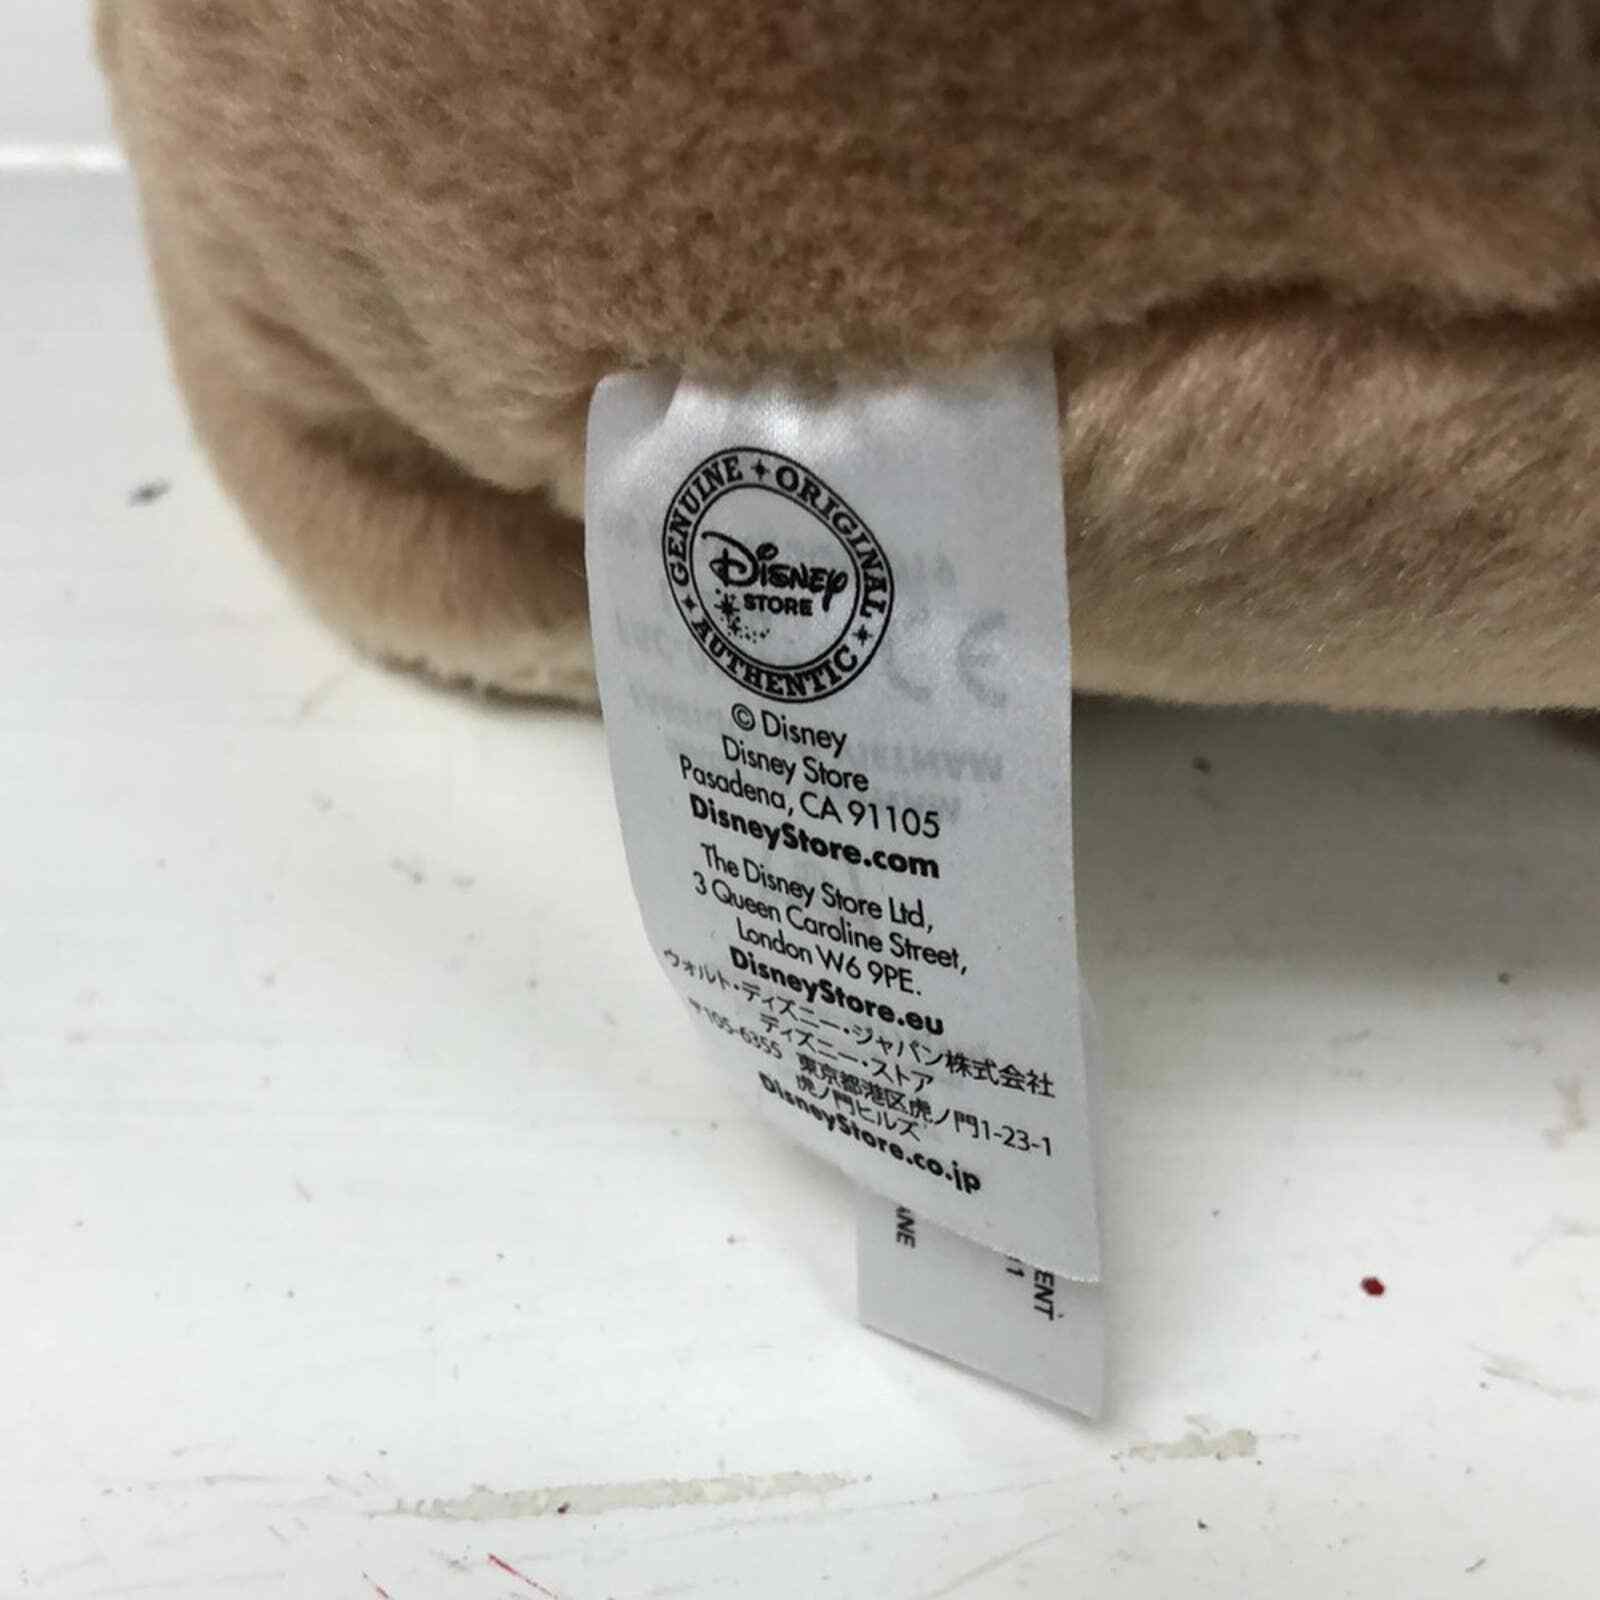 GENUINE ✦ ORIGINAL ✦ AUTHENTIC ✦
Disney
STORE
© Disney
Disney Store
Pasadena, CA 91105
DisneyStore.com
The Disney Store Ltd,
3 Queen Caroline Street,
London W6 9PE.
DisneyStore.eu
ウォルト・ディズニー・ジャパン株式会社
ディズニー・ストア
〒105-6355 東京都港区虎ノ門1-23-1
虎ノ門ヒルズ
DisneyStore.co.jp